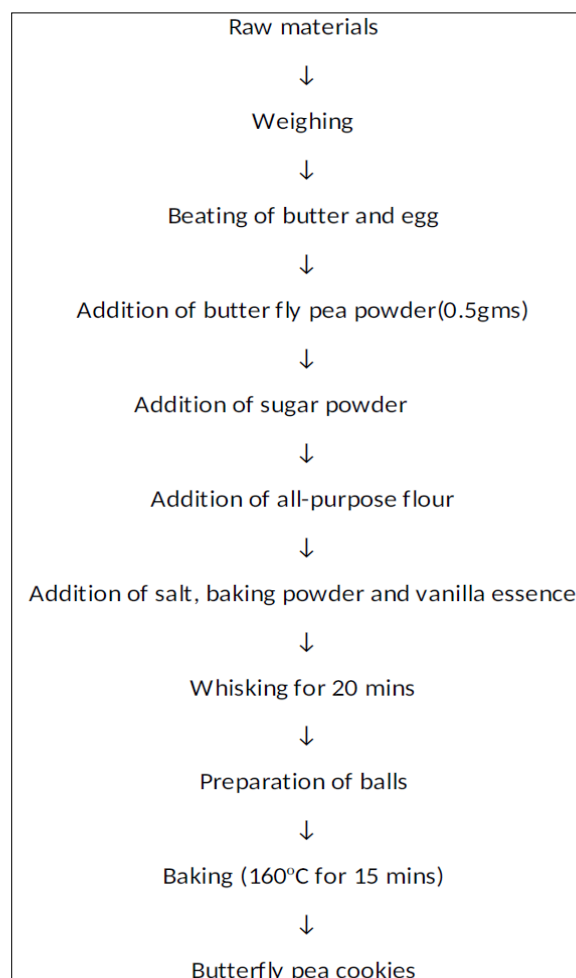 Raw materials
↓
Weighing
↓
Beating of butter and egg
↓
Addition of butter fly pea powder(0.5gms)
↓
Addition of sugar powder
↓
Addition of all-purpose flour
↓
Addition of salt, baking powder and vanilla essence
↓
Whisking for 20 mins
↓
Preparation of balls
↓
Baking (160°C for 15 mins)
↓
Butterfly pea cookies